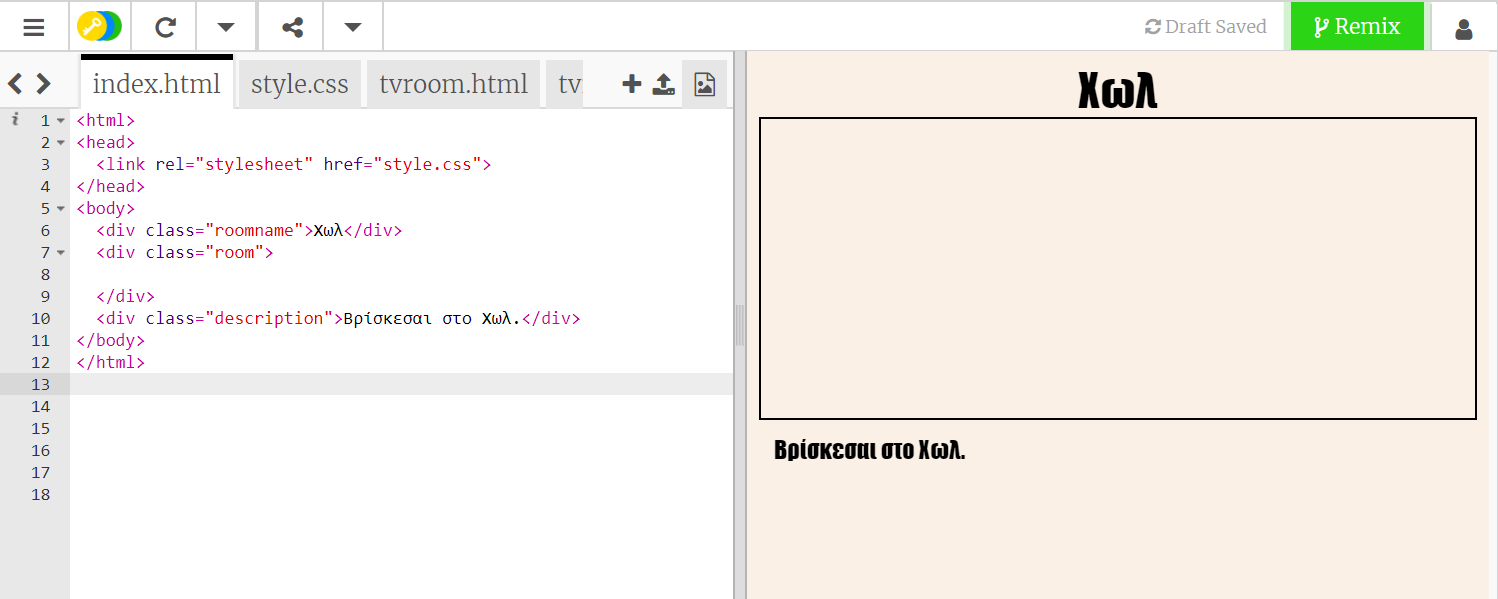 Draft Saved
Remix
index.html
style.css
tvroom.html
tv
i 1 <html>
2 <head>
3 <link rel="stylesheet" href="style.css">
4 </head>
5 <body>
6 <div class="roomname">Χωλ</div>
7 <div class="room">
8
9 </div>
10 <div class="description">Βρίσκεσαι στο Χωλ.</div>
11 </body>
12 </html>
13
14
15
16
17
18
Χωλ
Βρίσκεσαι στο Χωλ.